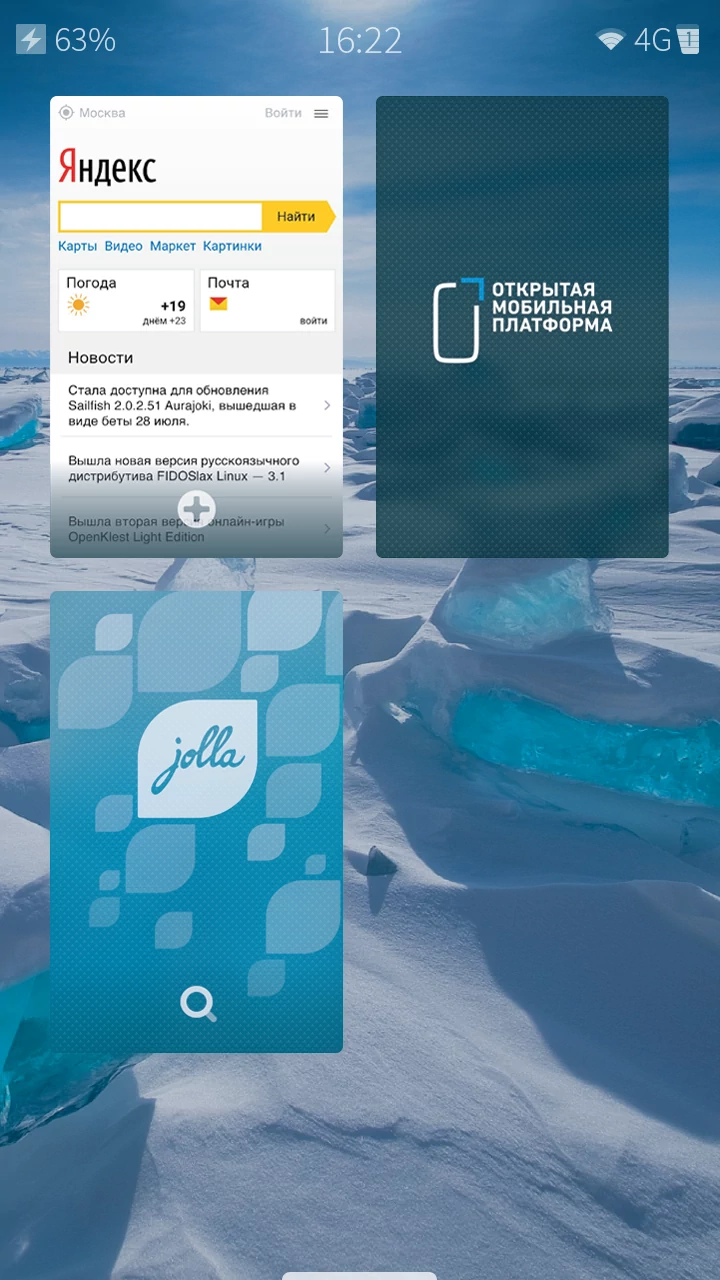 63%
16:22
4G
1
Москва
Войти
Яндекс
Найти
Карты Видео Маркет Картинки
Погода
+19
днём +23
Почта
войти
Новости
Стала доступна для обновления
Sailfish 2.0.2.51 Aurajoki, вышедшая в
виде беты 28 июля.
Вышла новая версия русскоязычного
дистрибутива FIDOSlax Linux — 3.1
Вышла вторая версия онлайн-игры
OpenKlest Light Edition
ОТКРЫТАЯ
МОБИЛЬНАЯ
ПЛАТФОРМА
jolla